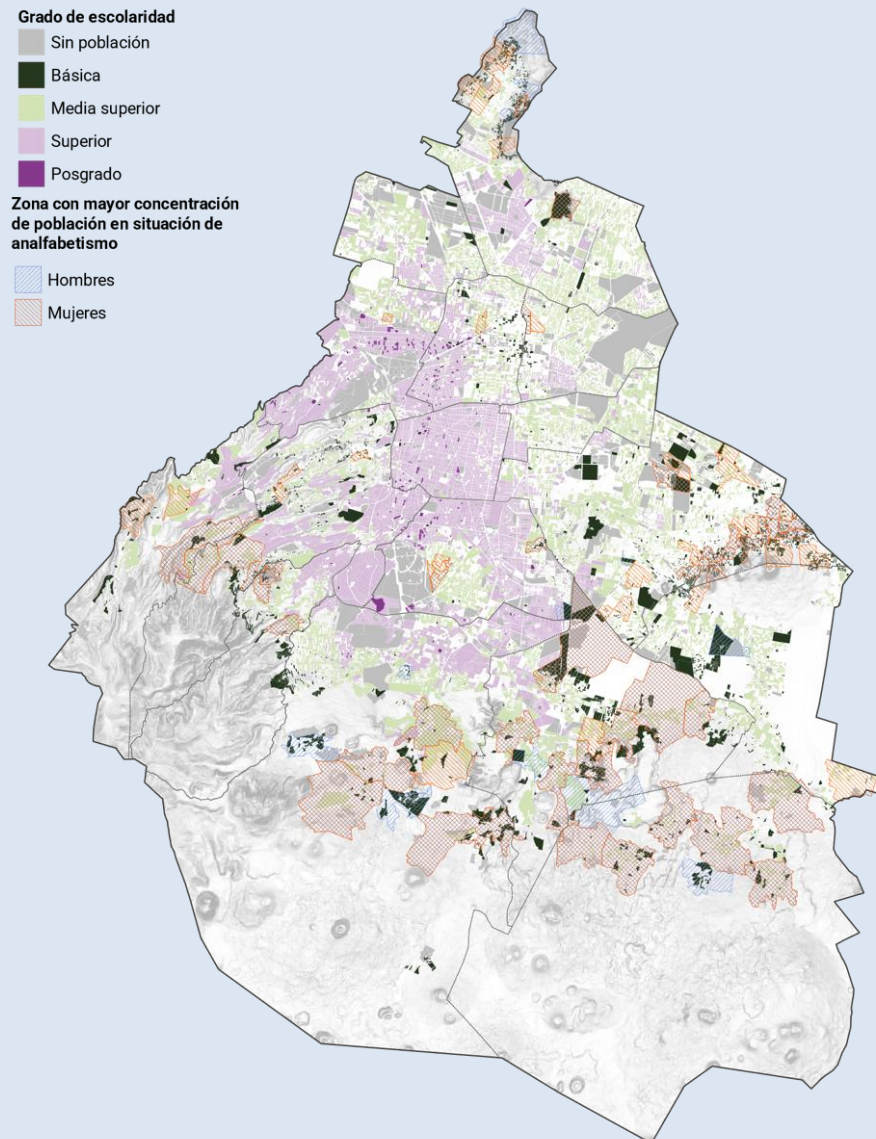 Grado de escolaridad
Sin población
Básica
Media superior
Superior
Posgrado
Zona con mayor concentración
de población en situación de
analfabetismo
Hombres
Mujeres